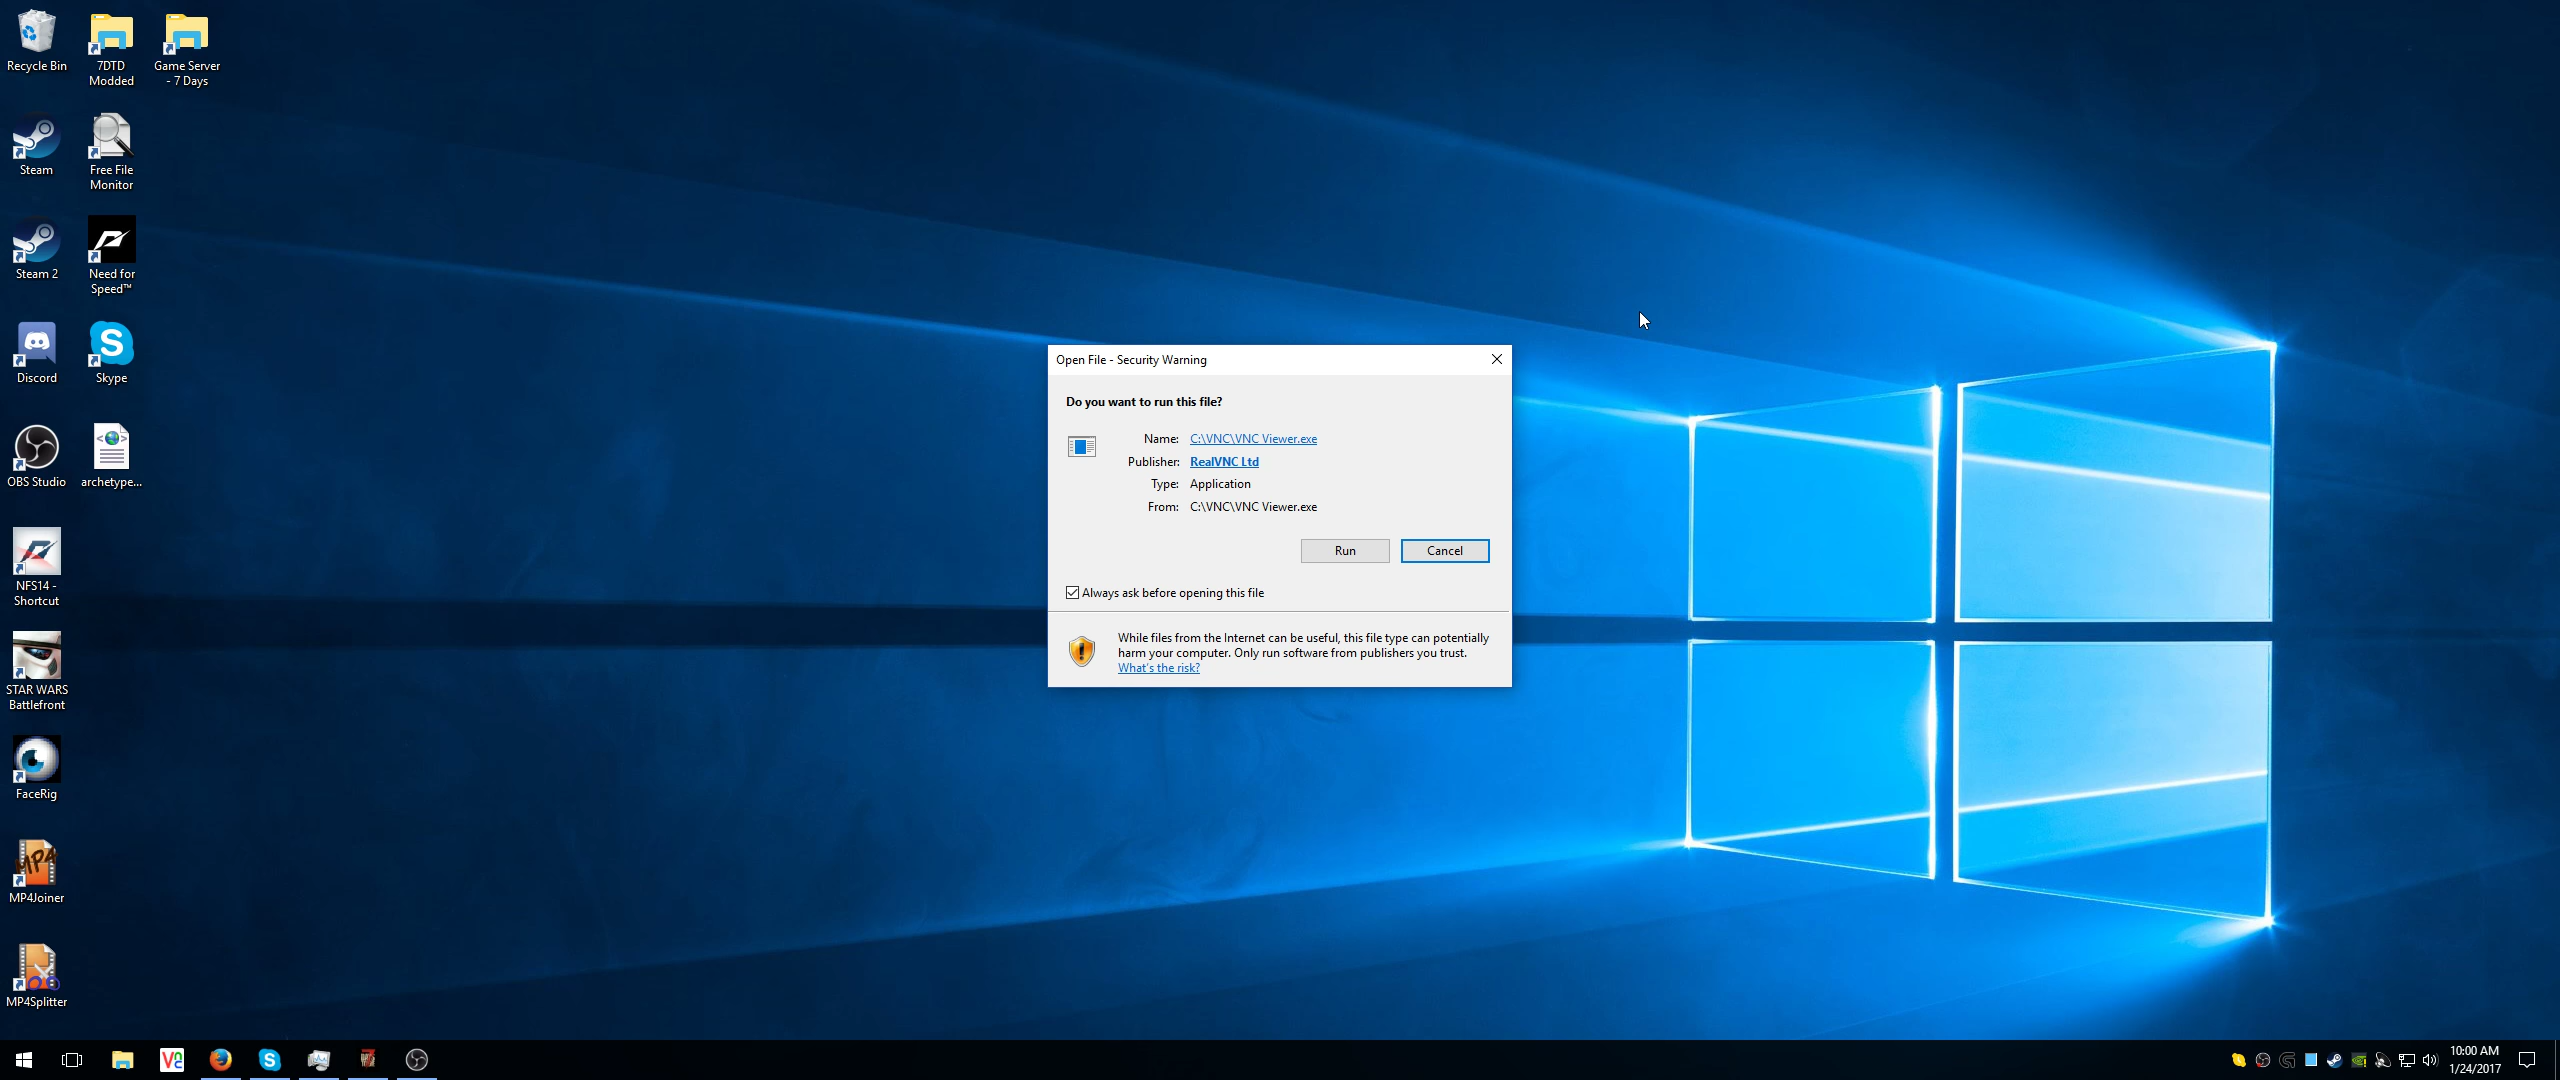 Recycle Bin
7DTD
Modded
Game Server
- 7 Days
Steam
Free File
Monitor
Steam 2
Need for
Speed™
Discord
Skype
OBS Studio
archetype...
NFS14 -
Shortcut
STAR WARS
Battlefront
FaceRig
MP4
MP4Joiner
MP4Splitter
Open File - Security Warning
Do you want to run this file?
Name: C:\VNC\VNC Viewer.exe
Publisher: RealVNC Ltd
Type: Application
From: C:\VNC\VNC Viewer.exe
Run Cancel
Always ask before opening this file
While files from the Internet can be useful, this file type can potentially
harm your computer. Only run software from publishers you trust.
What's the risk?
10:00 AM
1/24/2017